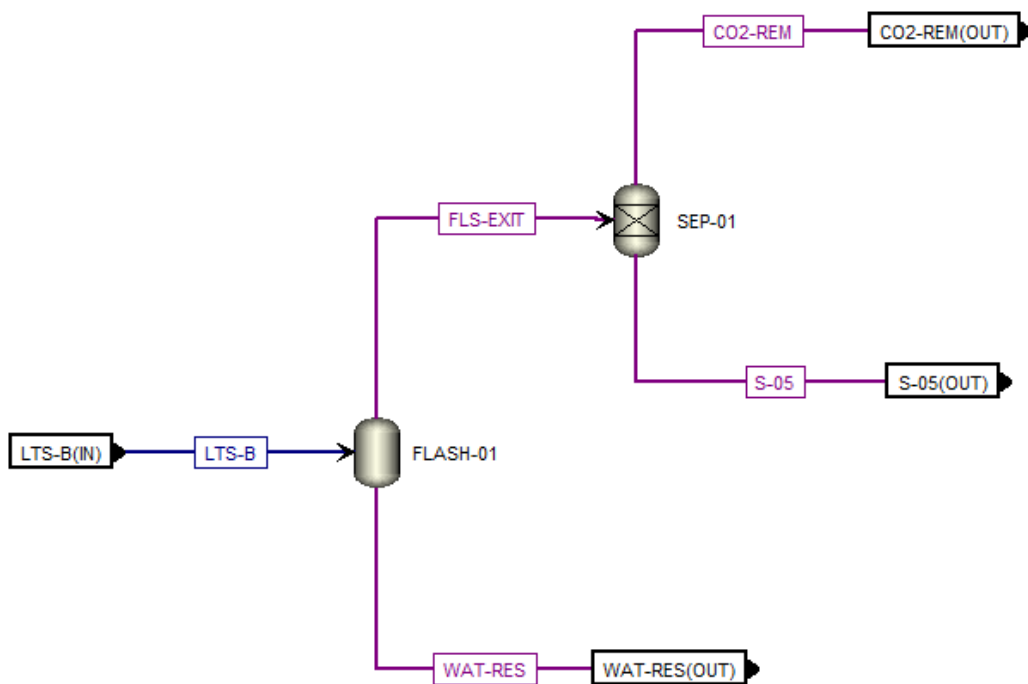 CO2-REM
CO2-REM(OUT)
FLS-EXIT
SEP-01
S-05
S-05(OUT)
LTS-B(IN)
LTS-B
FLASH-01
WAT-RES
WAT-RES(OUT)